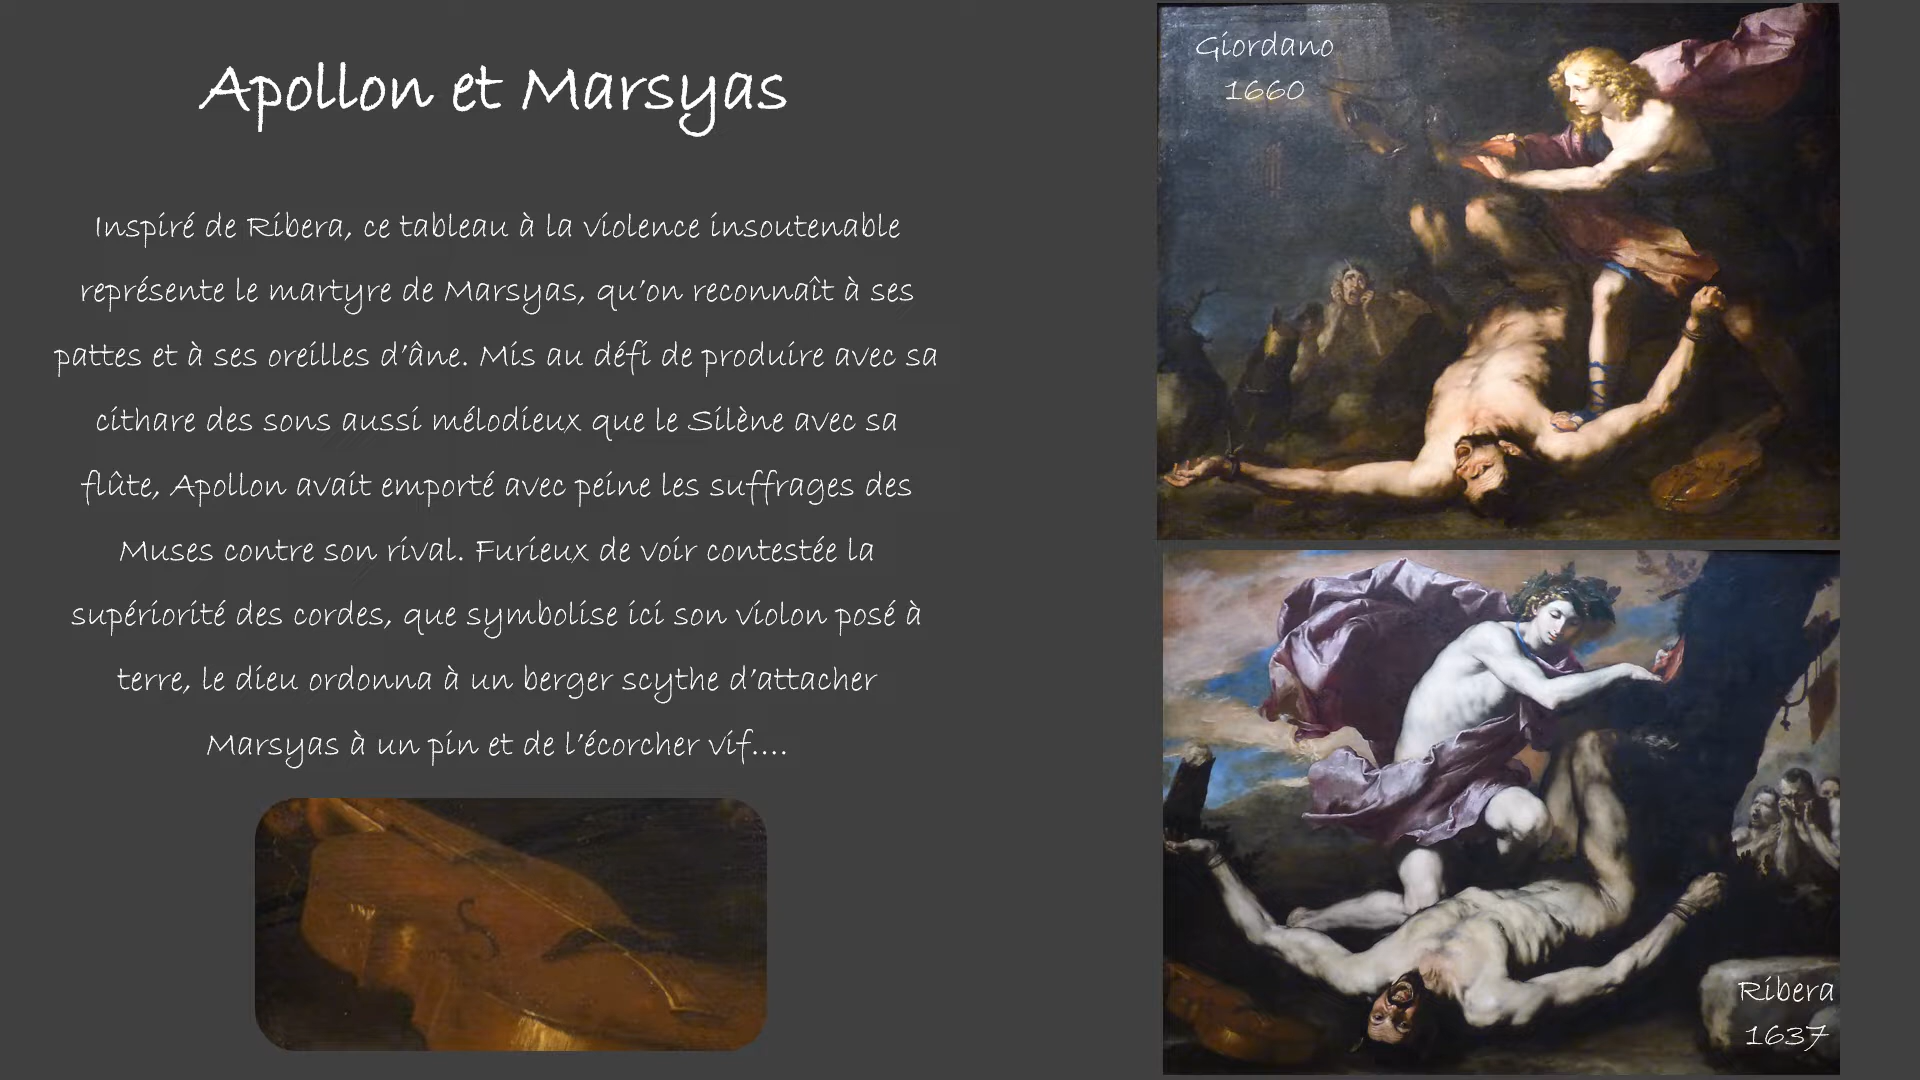 Apollon et Marsyas
Inspiré de Ribera, ce tableau à la violence insoutenable
représente le martyre de Marsyas, qu’on reconnaît à ses
pattes et à ses oreilles d’âne. Mis au défi de produire avec sa
cithare des sons aussi mélodieux que le Silène avec sa
flûte, Apollon avait emporté avec peine les suffrages des
Muses contre son rival. Furieux de voir contestée la
supériorité des cordes, que symbolise ici son violon posé à
terre, le dieu ordonna à un berger scythe d’attacher
Marsyas à un pin et de l’écorcher vif....
Giordano
1660
Ribera
1637